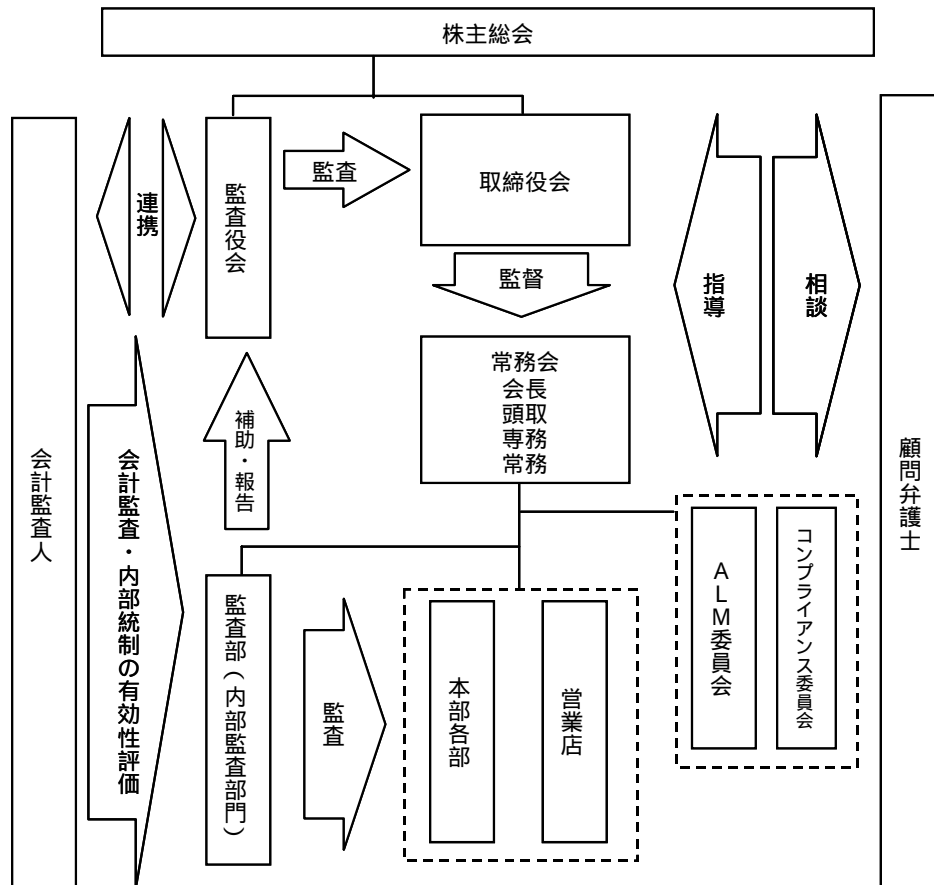 株主総会
連携
監査役会
監査
取締役会
監督
指導
相談
常務会
会長
頭取
専務
常務
補助・報告
会計監査人
会計監査・内部統制の有効性評価
顧問弁護士
監査部(内部監査部門)
監査
本部各部
営業店
ALM委員会
コンプライアンス委員会